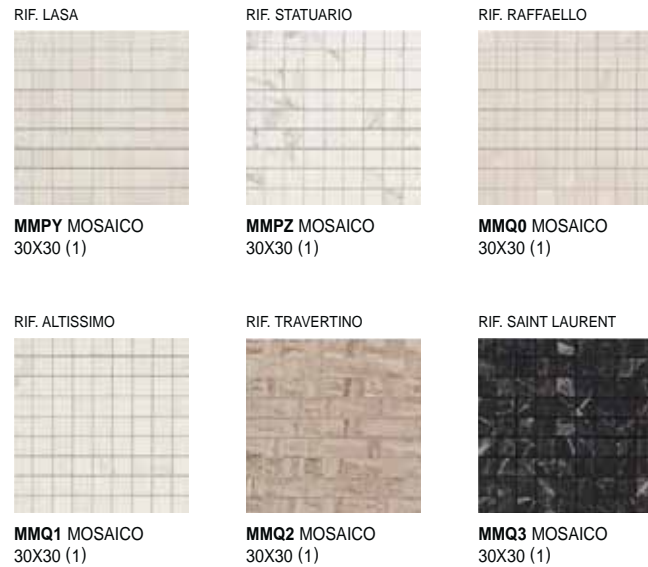 RIF. LASA
MMPY MOSAICO
30X30 (1)
RIF. STATUARIO
MMPZ MOSAICO
30X30 (1)
RIF. RAFFAELLO
MMQ0 MOSAICO
30X30 (1)
RIF. ALTISSIMO
MMQ1 MOSAICO
30X30 (1)
RIF. TRAVERTINO
MMQ2 MOSAICO
30X30 (1)
RIF. SAINT LAURENT
MMQ3 MOSAICO
30X30 (1)